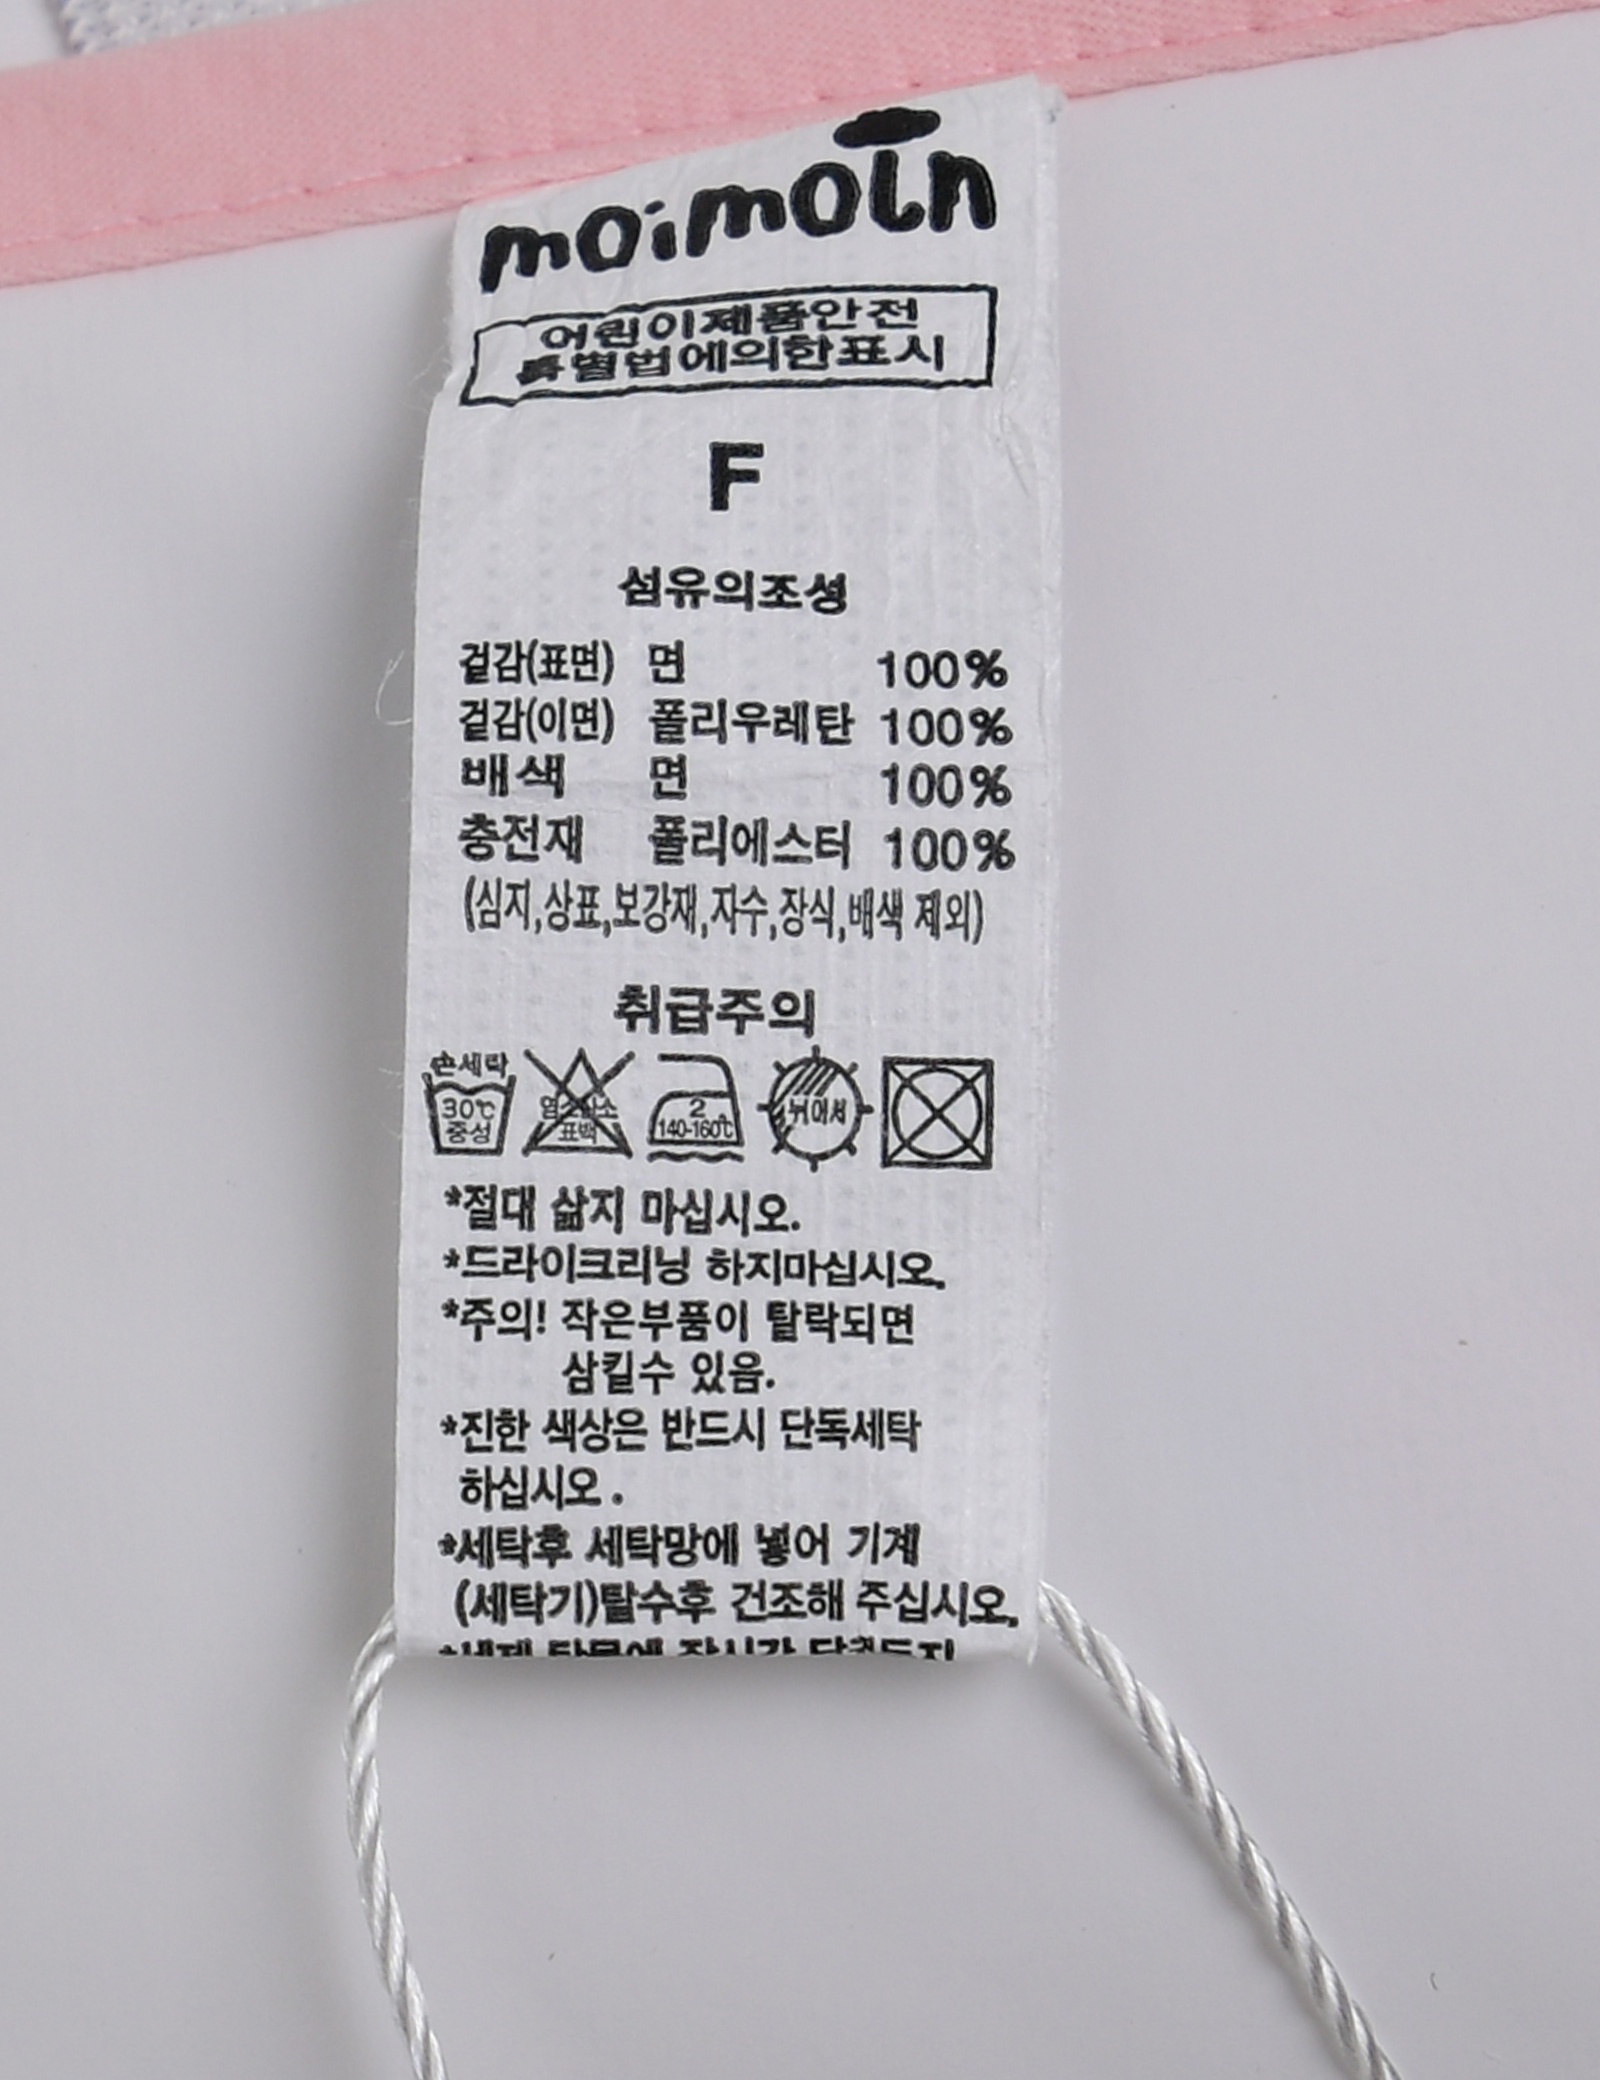 moimoln
어린이제품안전
특별법에의한표시
F
섬유의조성
겉감(표면) 면 100%
겉감(이면) 폴리우레탄 100%
배색 면 100%
충전재 폴리에스터 100%
(심지,상표,보강재,자수,장식,배색 제외)
취급주의
손세탁
30℃
중성
염소산소
표백
2
140-160℃
뉘어서
*절대 삶지 마십시오.
*드라이크리닝 하지마십시오.
*주의! 작은부품이 탈락되면
삼킬수 있음.
*진한 색상은 반드시 단독세탁
하십시오.
*세탁후 세탁망에 넣어 기계
(세탁기)탈수후 건조해 주십시오.